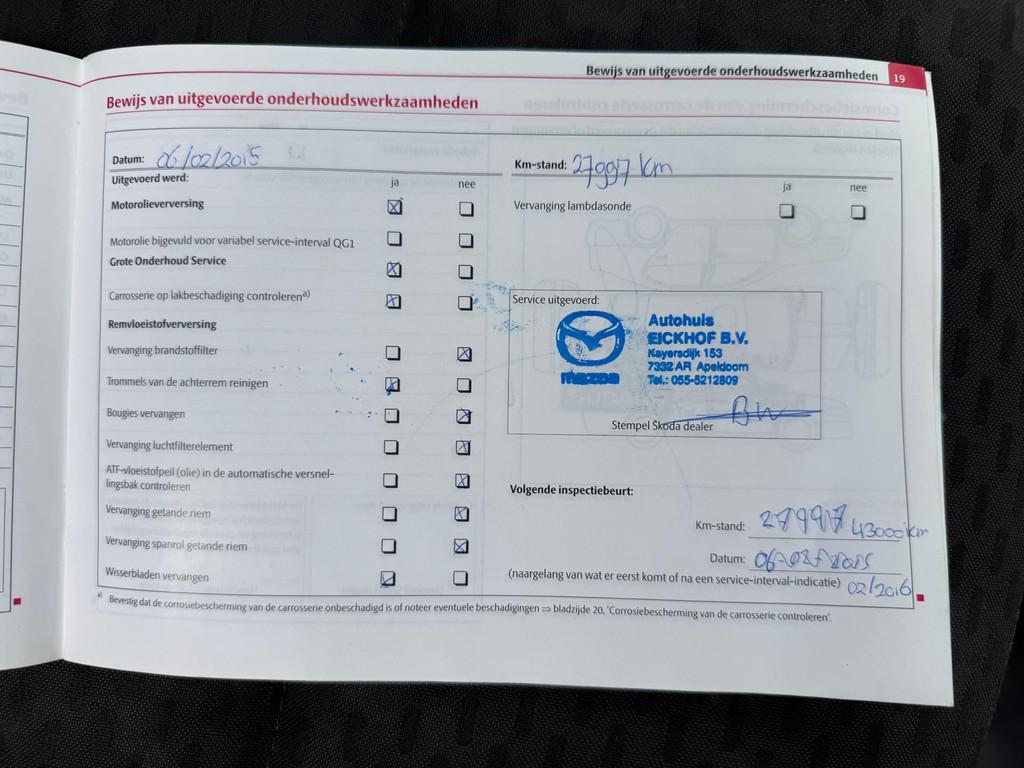 Bewijs van uitgevoerde onderhoudswerkzaamheden 19
Bewijs van uitgevoerde onderhoudswerkzaamheden
Datum: 06/02/2015
Uitgevoerd werd:
ja nee
Motorolieverversing
Motorolie bijgevuld voor variabel service-interval QG1
Grote Onderhoud Service
Carrosserie op lakbeschadiging controleren a)
Remvloeistofverversing
Vervanging brandstoffilter
Trommels van de achterrem reinigen
Bougies vervangen
Vervanging luchtfilterelement
ATF-vloeistofpeil (olie) in de automatische versnel-
lingsbak controleren
Vervanging getande riem
Vervanging spanrol getande riem
Wisserbladen vervangen
Km-stand: 27997 km
ja nee
Vervanging lambdasonde
Service uitgevoerd:
mazda
Autohuis
EICKHOF B.V.
Kayersdijk 153
7332 AR Apeldoorn
Tel.: 055-5212809
Stempel Škoda dealer
Volgende inspectiebeurt:
Km-stand: 27997 43000 km
Datum: 06-02-2015
(naargelang van wat er eerst komt of na een service-interval-indicatie) 02/2016
a) Bevestig dat de corrosiebescherming van de carrosserie onbeschadigd is of noteer eventuele beschadigingen ⇒ bladzijde 20, 'Corrosiebescherming van de carrosserie controleren'.